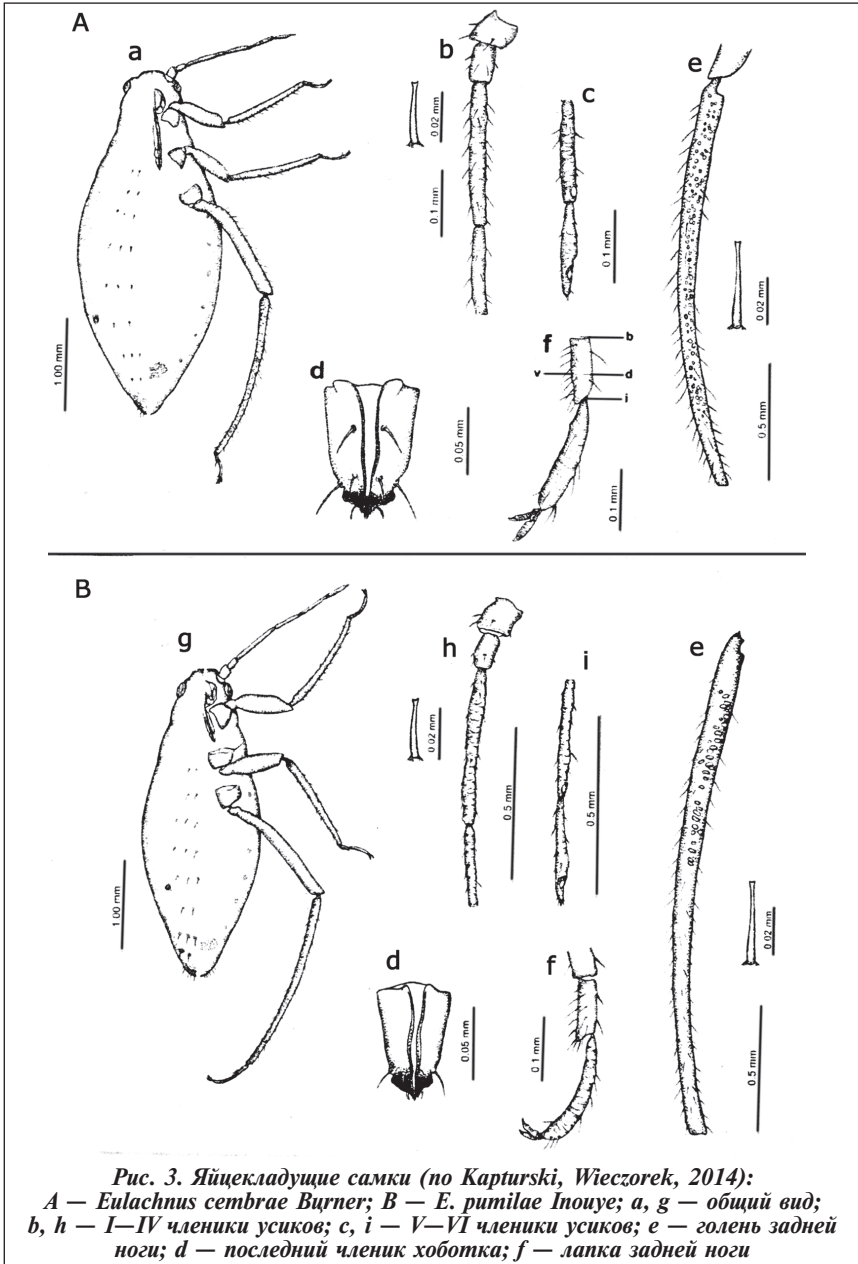 A
a
b
0.02 mm
0.1 mm
c
0.1 mm
e
0.02 mm
0.5 mm
1.00 mm
d
0.05 mm
f
b
v
d
i
0.1 mm
B
g
h
0.02 mm
0.5 mm
i
0.5 mm
e
0.02 mm
0.5 mm
1.00 mm
d
0.05 mm
f
0.1 mm
Рис. 3. Яйцекладущие самки (по Kapturski, Wieczorek, 2014):
A — Eulachnus cembrae Bцrner; B — E. pumilae Inouye; a, g — общий вид;
b, h — I—IV членики усиков; c, i — V—VI членики усиков; e — голень задней
ноги; d — последний членик хоботка; f — лапка задней ноги